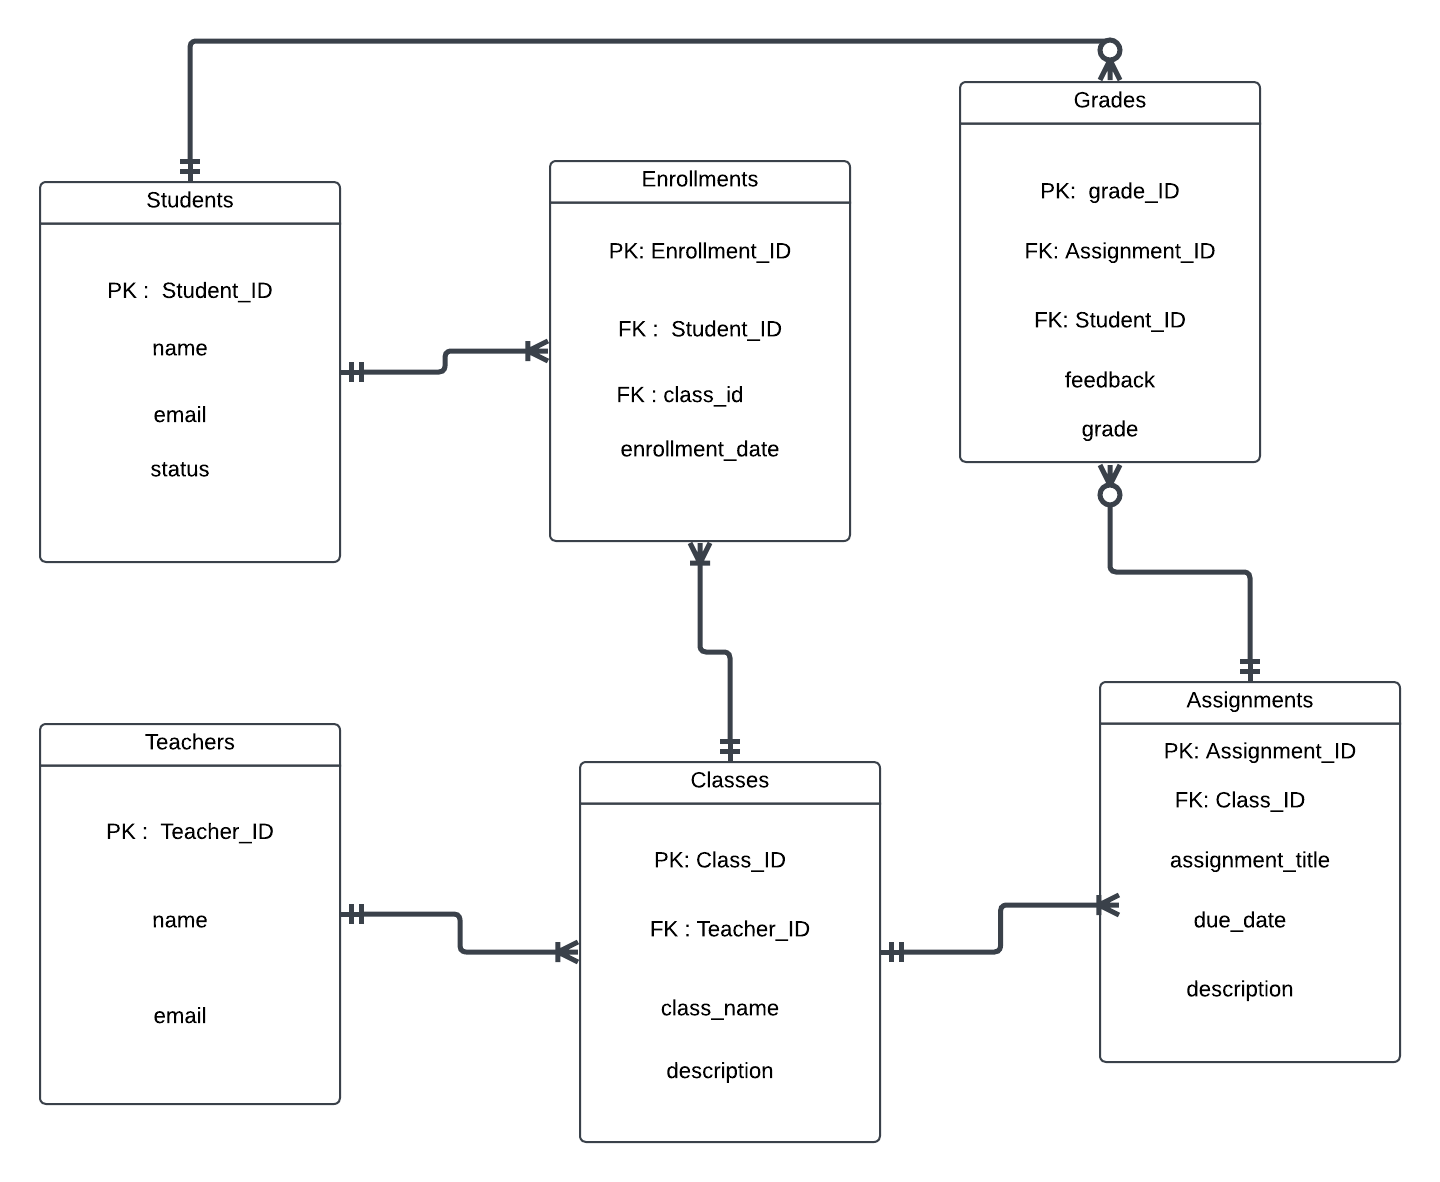 Students
PK :  Student_ID
name
email
status
Enrollments
PK: Enrollment_ID
FK :  Student_ID
FK : class_id
enrollment_date
Grades
PK:  grade_ID
FK: Assignment_ID
FK: Student_ID
feedback
grade
Teachers
PK :  Teacher_ID
name
email
Classes
PK: Class_ID
FK : Teacher_ID
class_name
description
Assignments
PK: Assignment_ID
FK: Class_ID
assignment_title
due_date
description